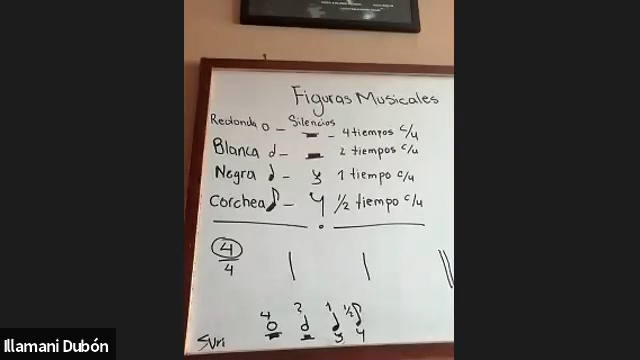 Figuras Musicales
Redonda – Silencios – 4 tiempos c/u
Blanca – 2 tiempos c/u
Negra – 1 tiempo c/u
Corchea – 1/2 tiempo c/u
4
4
4 2 1 1/2
Illamani Dubón